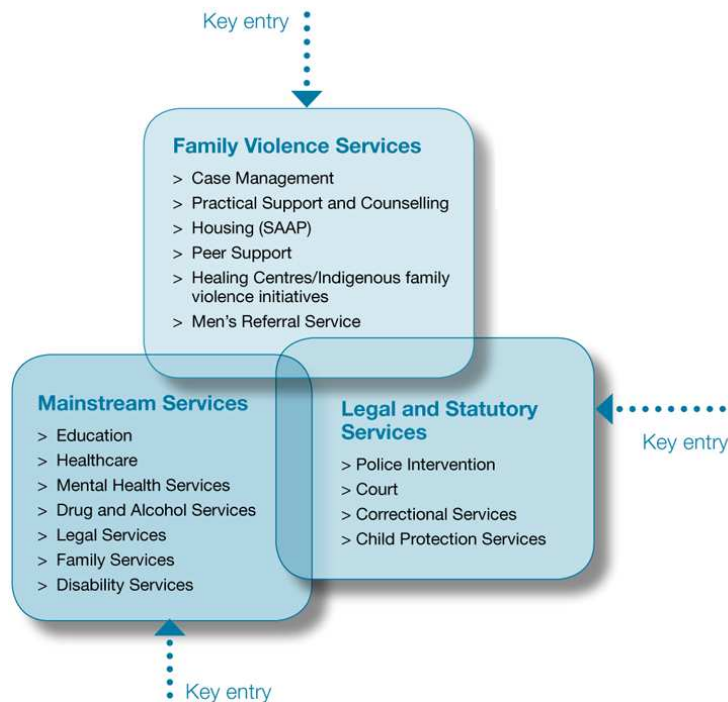 Key entry
Family Violence Services
> Case Management
> Practical Support and Counselling
> Housing (SAAP)
> Peer Support
> Healing Centres/Indigenous family
violence initiatives
> Men’s Referral Service
Mainstream Services
> Education
> Healthcare
> Mental Health Services
> Drug and Alcohol Services
> Legal Services
> Family Services
> Disability Services
Legal and Statutory
Services
> Police Intervention
> Court
> Correctional Services
> Child Protection Services
Key entry
Key entry